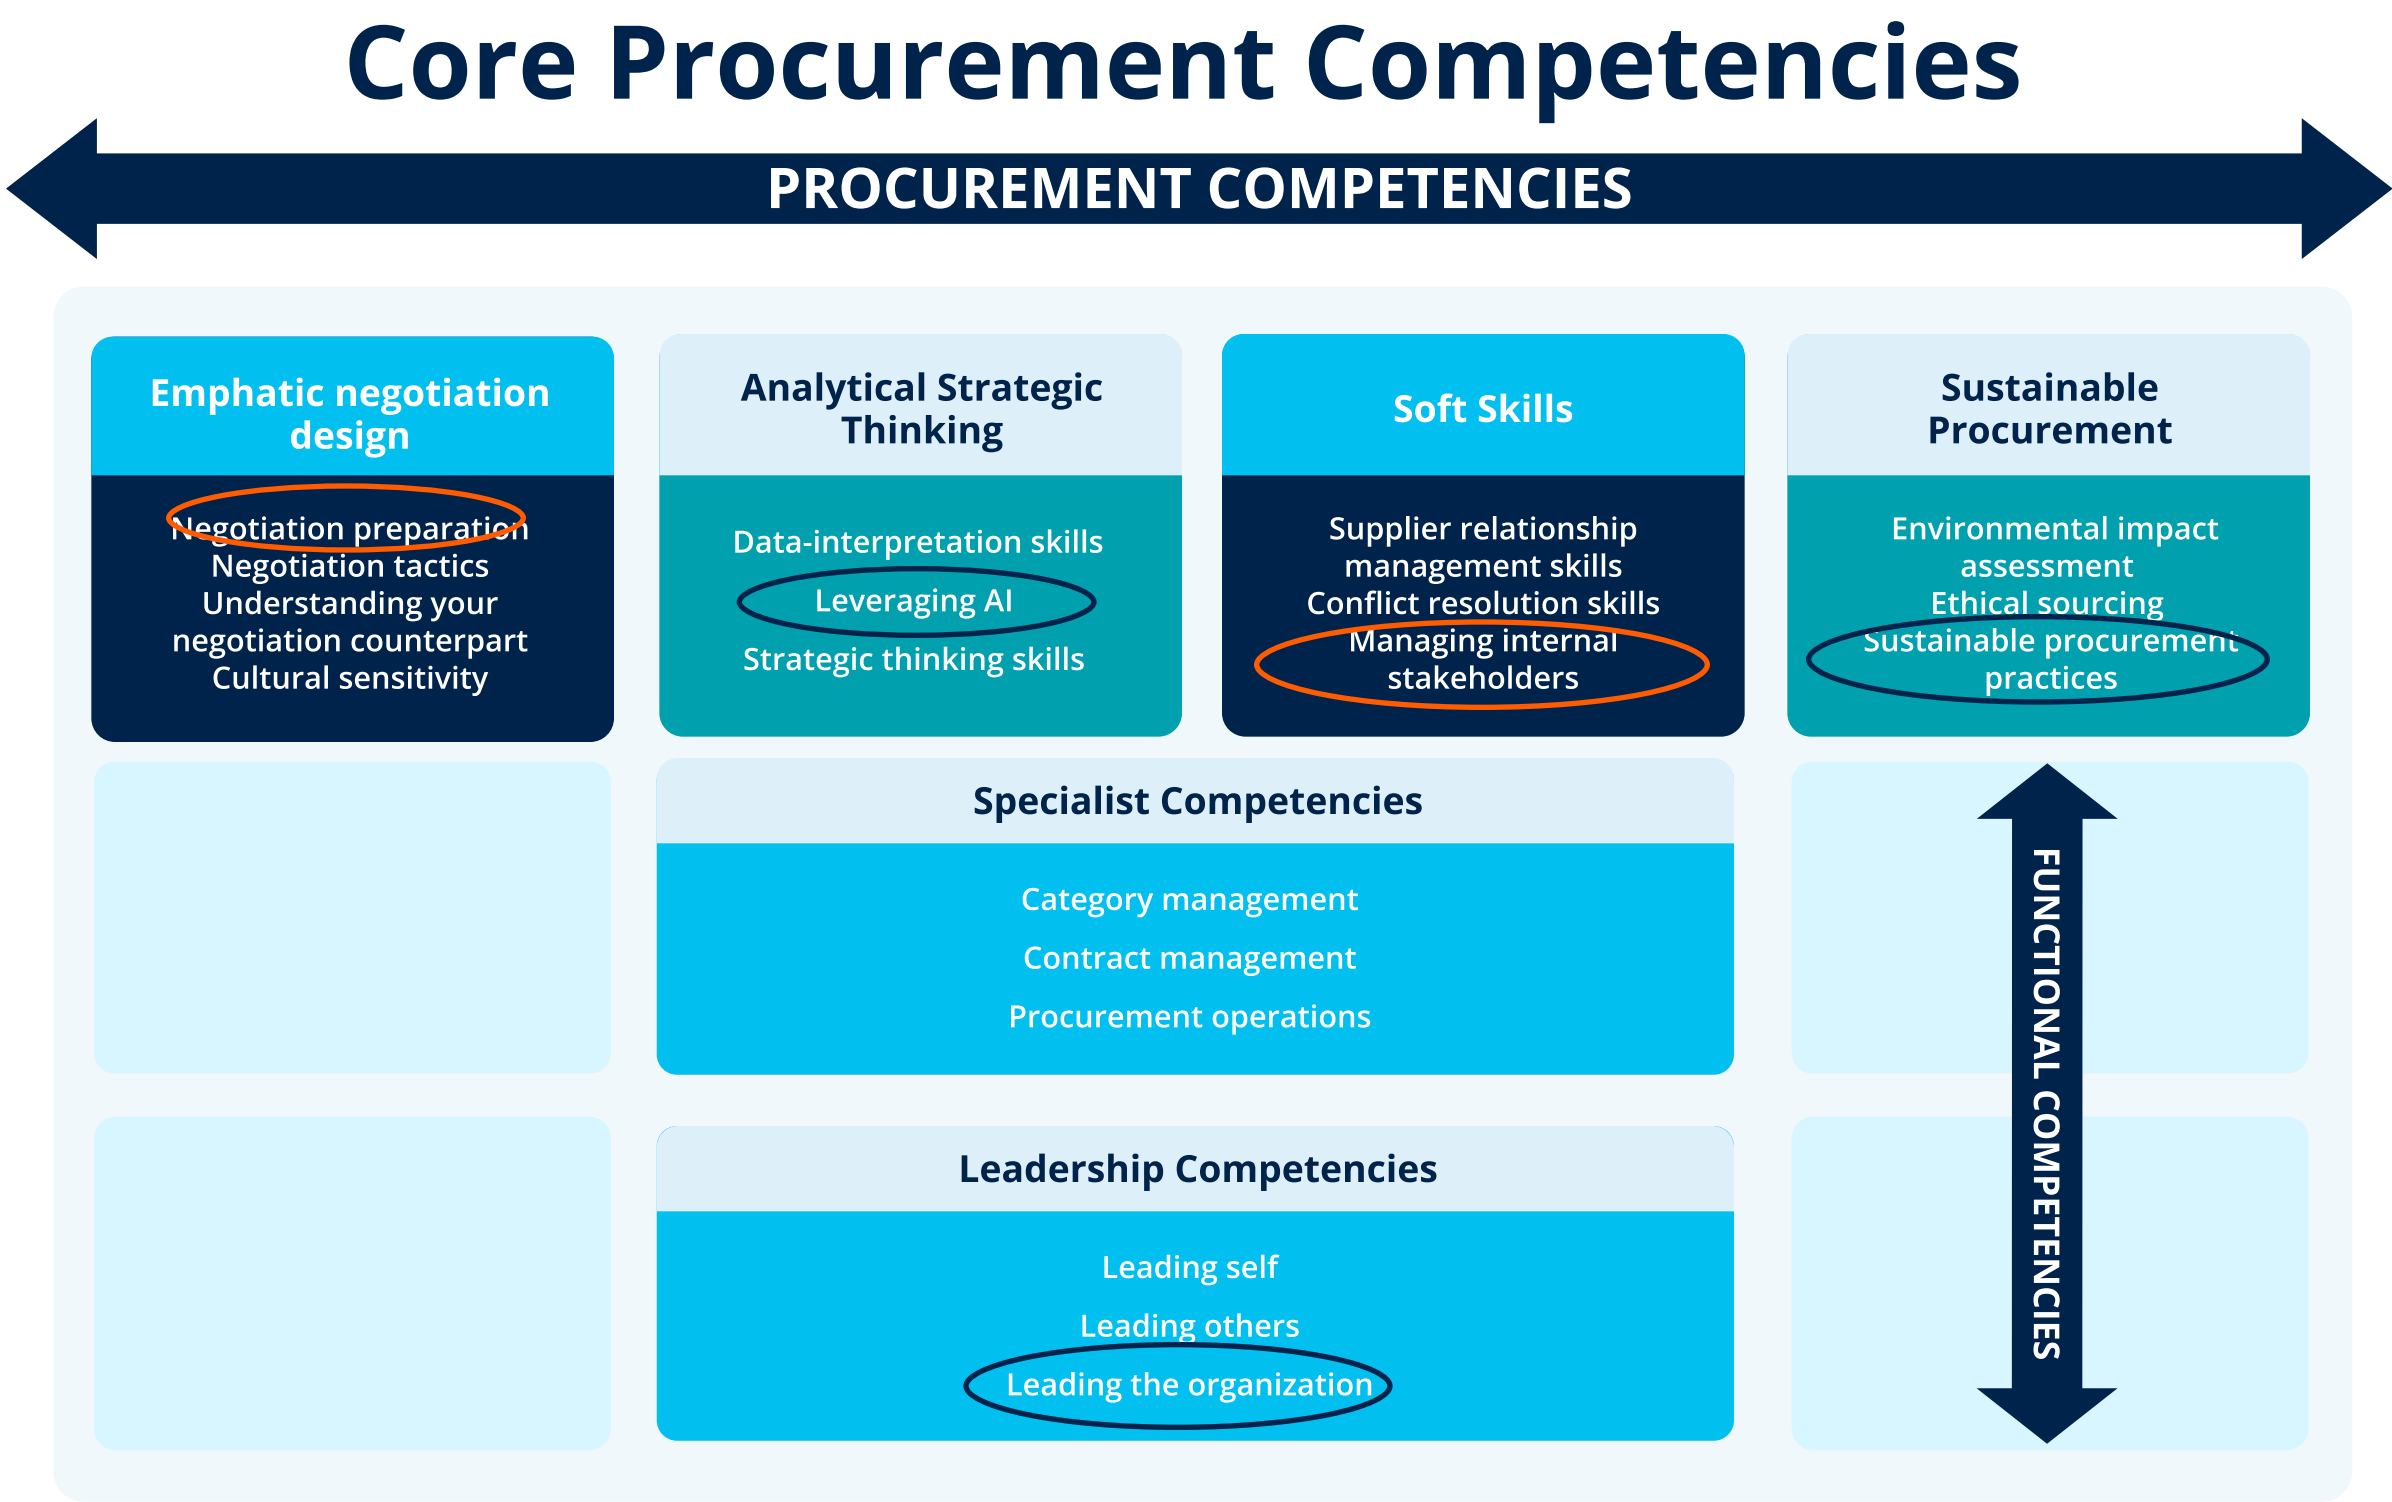 Core Procurement Competencies
PROCUREMENT COMPETENCIES
Emphatic negotiation
design
Negotiation preparation
Negotiation tactics
Understanding your
negotiation counterpart
Cultural sensitivity
Analytical Strategic
Thinking
Data-interpretation skills
Leveraging AI
Strategic thinking skills
Soft Skills
Supplier relationship
management skills
Conflict resolution skills
Managing internal
stakeholders
Sustainable
Procurement
Environmental impact
assessment
Ethical sourcing
Sustainable procurement
practices
Specialist Competencies
Category management
Contract management
Procurement operations
Leadership Competencies
Leading self
Leading others
Leading the organization
FUNCTIONAL COMPETENCIES